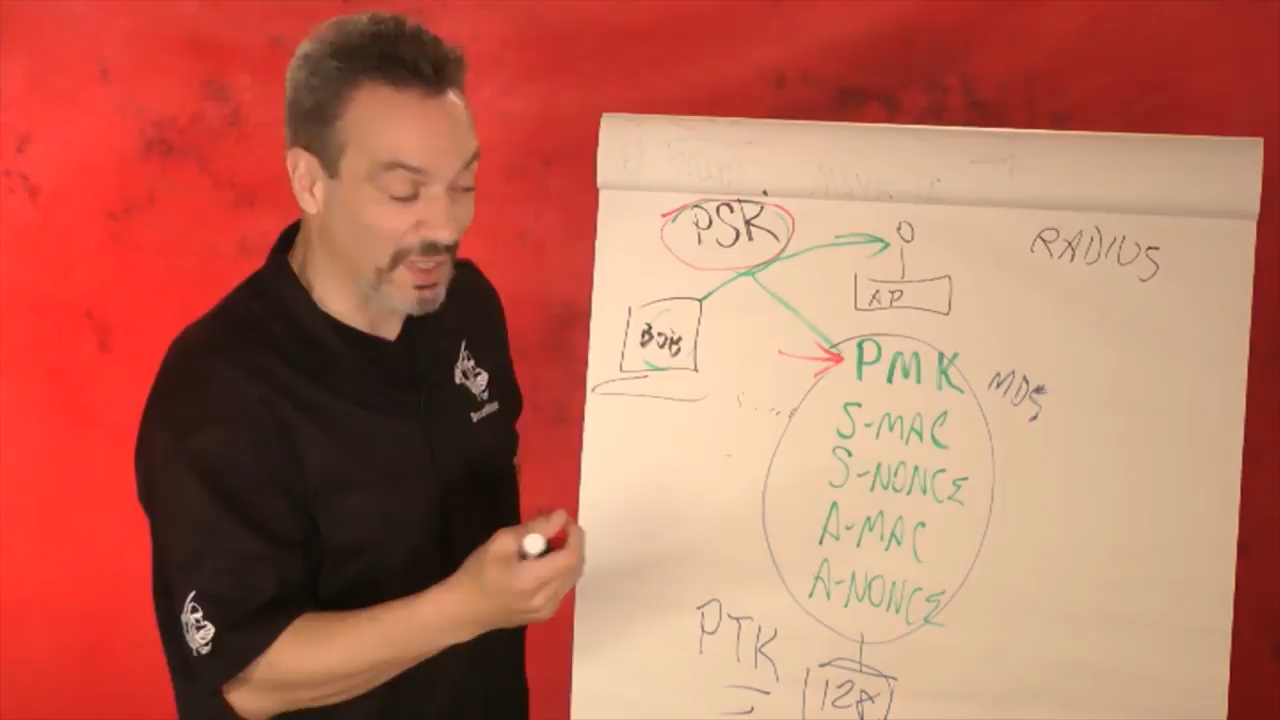 PSK
RADIUS
AP
BOB
PMK
MD5
S-MAC
S-NONCE
A-MAC
A-NONCE
PTK
128